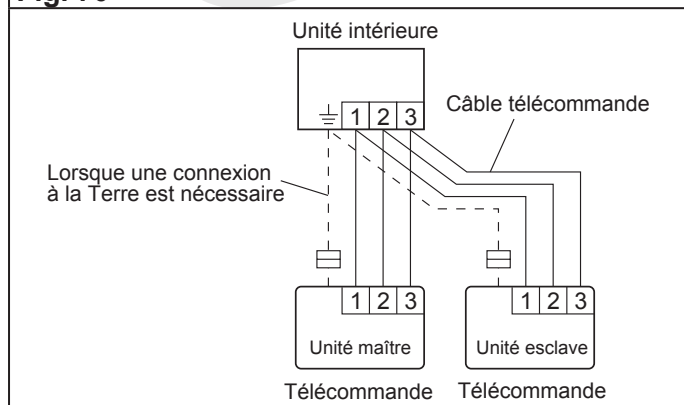 Unité intérieure
1 2 3
Câble télécommande
Lorsque une connexion
à la Terre est nécessaire
1 2 3
Unité maître
Télécommande
1 2 3
Unité esclave
Télécommande